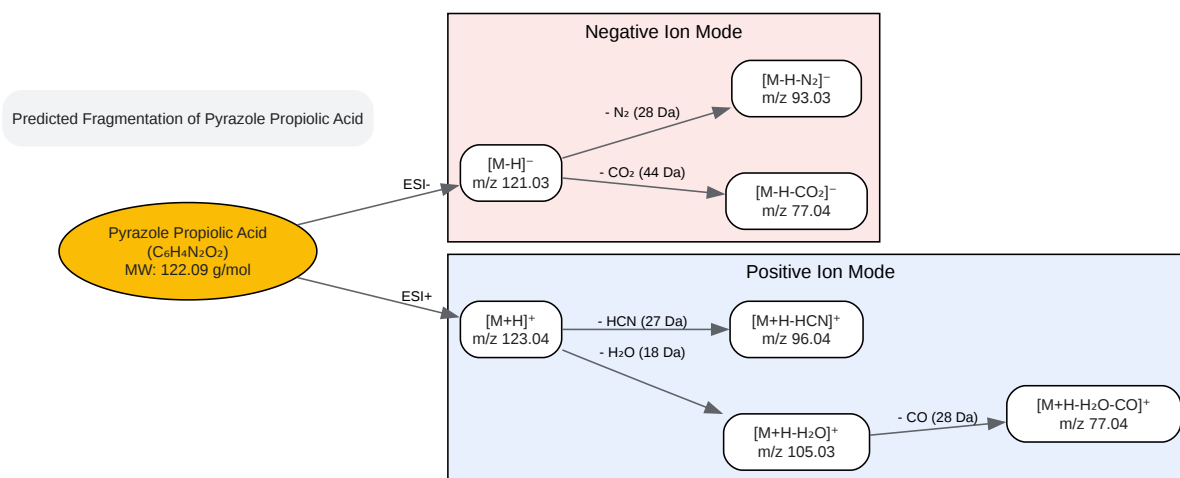 Predicted Fragmentation of Pyrazole Propiolic Acid
Pyrazole Propiolic Acid
(C₆H₄N₂O₂)
MW: 122.09 g/mol
ESI-
ESI+
Negative Ion Mode
[M-H]⁻
m/z 121.03
- N₂ (28 Da)
[M-H-N₂]⁻
m/z 93.03
- CO₂ (44 Da)
[M-H-CO₂]⁻
m/z 77.04
Positive Ion Mode
[M+H]⁺
m/z 123.04
- HCN (27 Da)
[M+H-HCN]⁺
m/z 96.04
- H₂O (18 Da)
[M+H-H₂O]⁺
m/z 105.03
- CO (28 Da)
[M+H-H₂O-CO]⁺
m/z 77.04